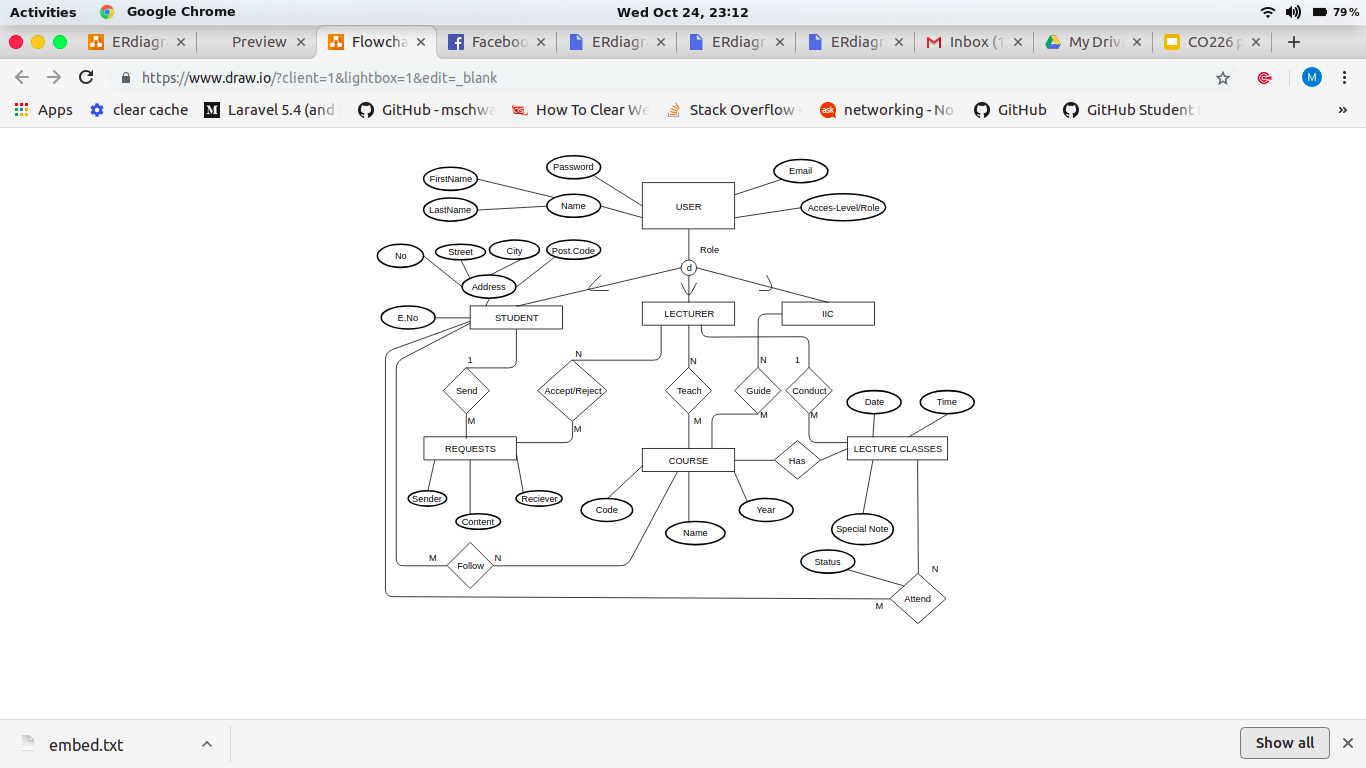 Activities Google Chrome Wed Oct 24, 23:12 79 %
ERdiagr Preview Flowcha Faceboo ERdiagr ERdiagr ERdiagr Inbox (1 My Driv CO226 p
https://www.draw.io/?client=1&lightbox=1&edit=_blank M
Apps clear cache Laravel 5.4 (and GitHub - mschwa How To Clear We Stack Overflow - networking - No GitHub GitHub Student »
Password
Email
FirstName
LastName
Name
USER
Acces-Level/Role
Role
No
Street
City
Post.Code
d
Address
E.No
STUDENT
LECTURER
IIC
1
N
N
N
1
Send
Accept/Reject
Teach
Guide
Conduct
Date
Time
M
M
M
M
M
REQUESTS
COURSE
Has
LECTURE CLASSES
Sender
Content
Reciever
Code
Name
Year
Special Note
M
N
Follow
Status
N
M
Attend
embed.txt
Show all